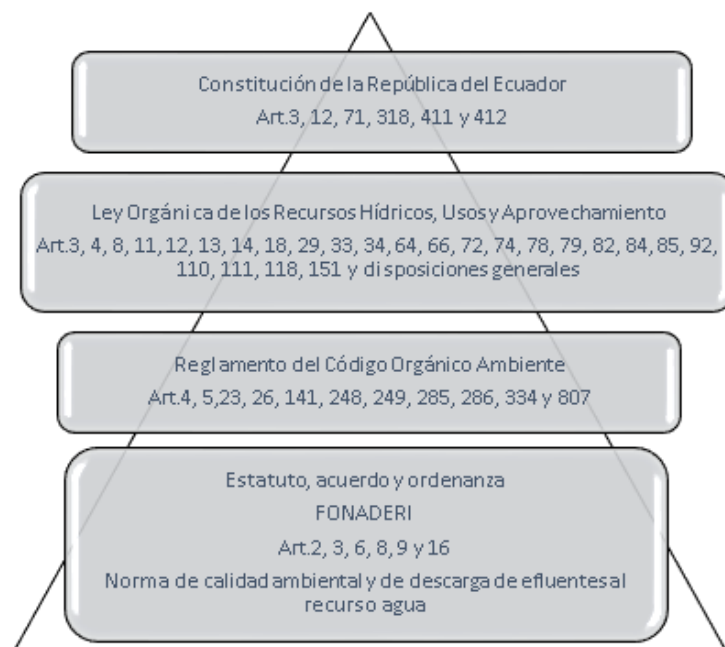 Constitución de la República del Ecuador
Art.3, 12, 71, 318, 411 y 412
Ley Orgánica de los Recursos Hídricos, Usos y Aprovechamiento
Art.3, 4, 8, 11, 12, 13, 14, 18, 29, 33, 34, 64, 66, 72, 74, 78, 79, 82, 84, 85, 92,
110, 111, 118, 151 y disposiciones generales
Reglamento del Código Orgánico Ambiente
Art.4, 5,23, 26, 141, 248, 249, 285, 286, 334 y 807
Estatuto, acuerdo y ordenanza
FONADERI
Art.2, 3, 6, 8, 9 y 16
Norma de calidad ambiental y de descarga de efluentes al
recurso agua